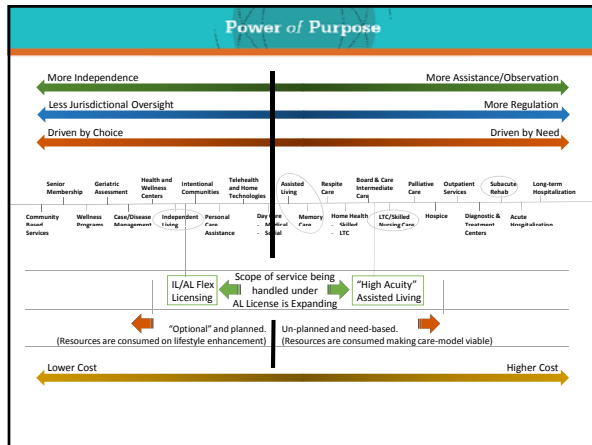 Power of Purpose
More Independence
More Assistance/Observation
Less Jurisdictional Oversight
More Regulation
Driven by Choice
Driven by Need
Senior
Membership
Geriatric
Assessment
Health and
Wellness
Centers
Intentional
Communities
Telehealth
and Home
Technologies
Assisted
Living
Respite
Care
Board & Care
Intermediate
Care
Palliative
Care
Outpatient
Services
Subacute
Rehab
Long-term
Hospitalization
Community
Based
Services
Wellness
Programs
Case/Disease
Management
Independent
Living
Personal
Care
Assistance
Memory
Care
Home Health
- Skilled
- LTC
LTC/Skilled
Nursing Care
Hospice
Diagnostic &
Treatment
Centers
Acute
Hospitalization
IL/AL Flex
Licensing
Scope of service being
handled under
AL License is Expanding
"High Acuity"
Assisted Living
"Optional" and planned.
(Resources are consumed on lifestyle enhancement)
Un-planned and need-based.
(Resources are consumed making care-model viable)
Lower Cost
Higher Cost